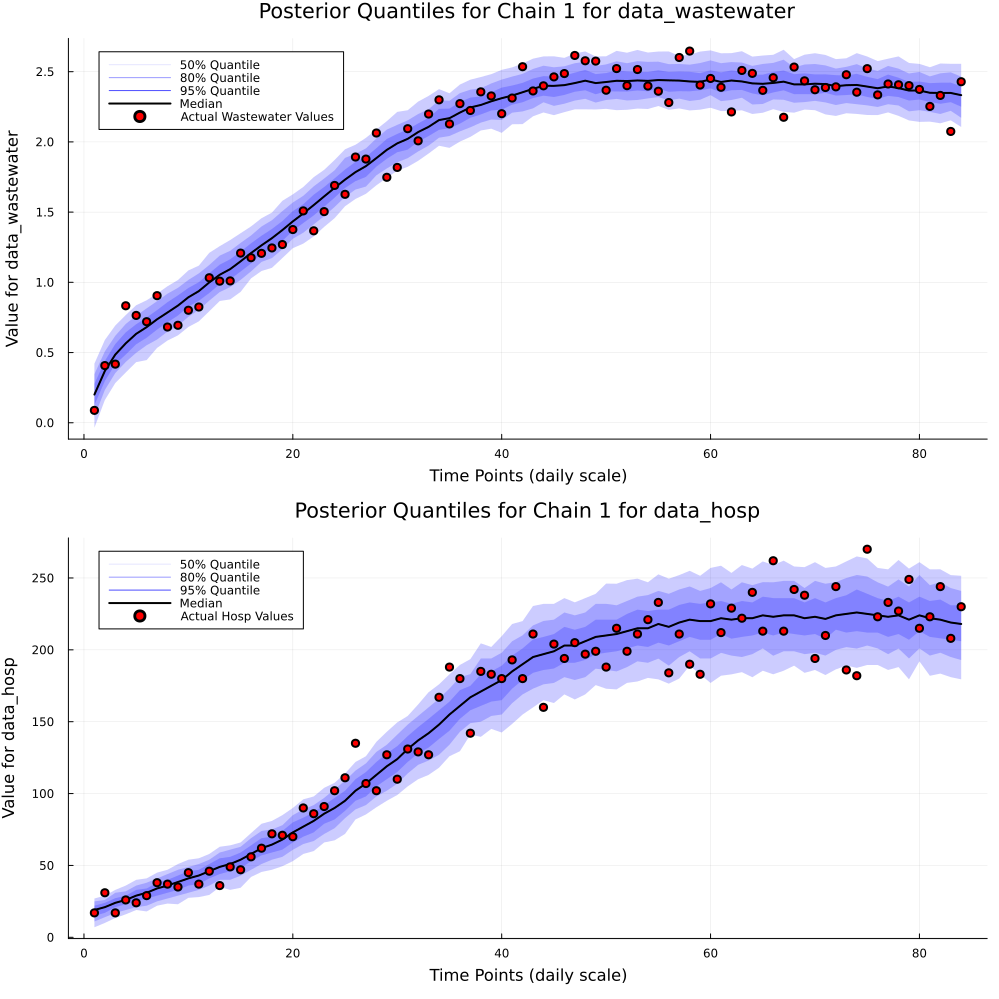 Posterior Quantiles for Chain 1 for data_wastewater
50% Quantile
80% Quantile
95% Quantile
Median
Actual Wastewater Values
Value for data_wastewater
2.5
2.0
1.5
1.0
0.5
0.0
0 20 40 60 80
Time Points (daily scale)
Posterior Quantiles for Chain 1 for data_hosp
50% Quantile
80% Quantile
95% Quantile
Median
Actual Hosp Values
Value for data_hosp
250
200
150
100
50
0
0 20 40 60 80
Time Points (daily scale)